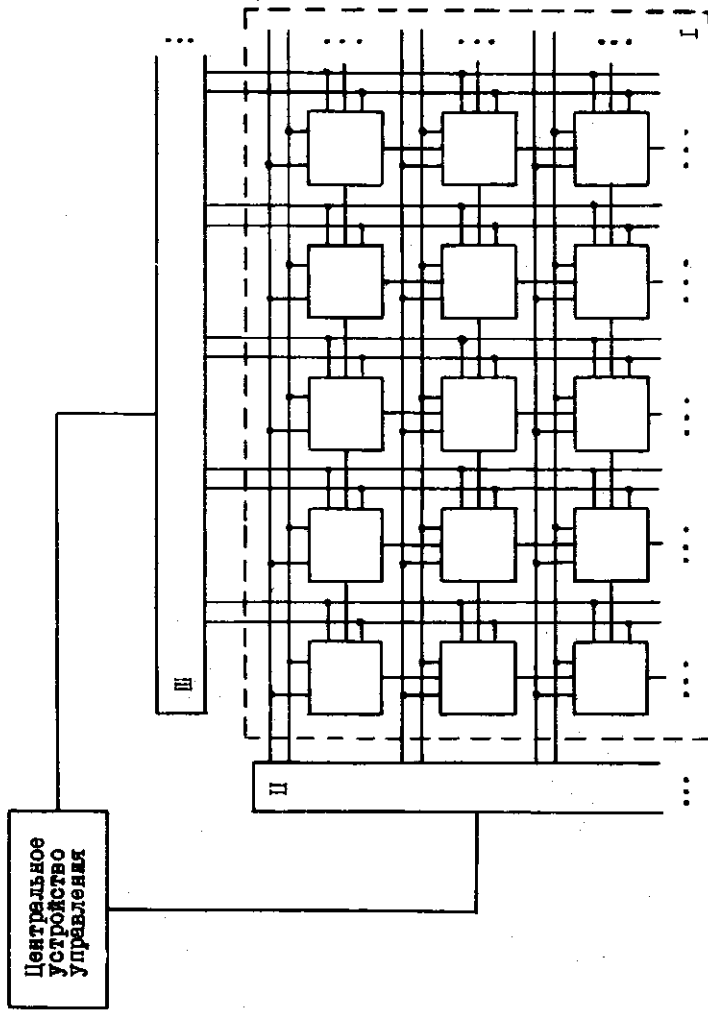 Центральное
устройство
управления
III
II
I